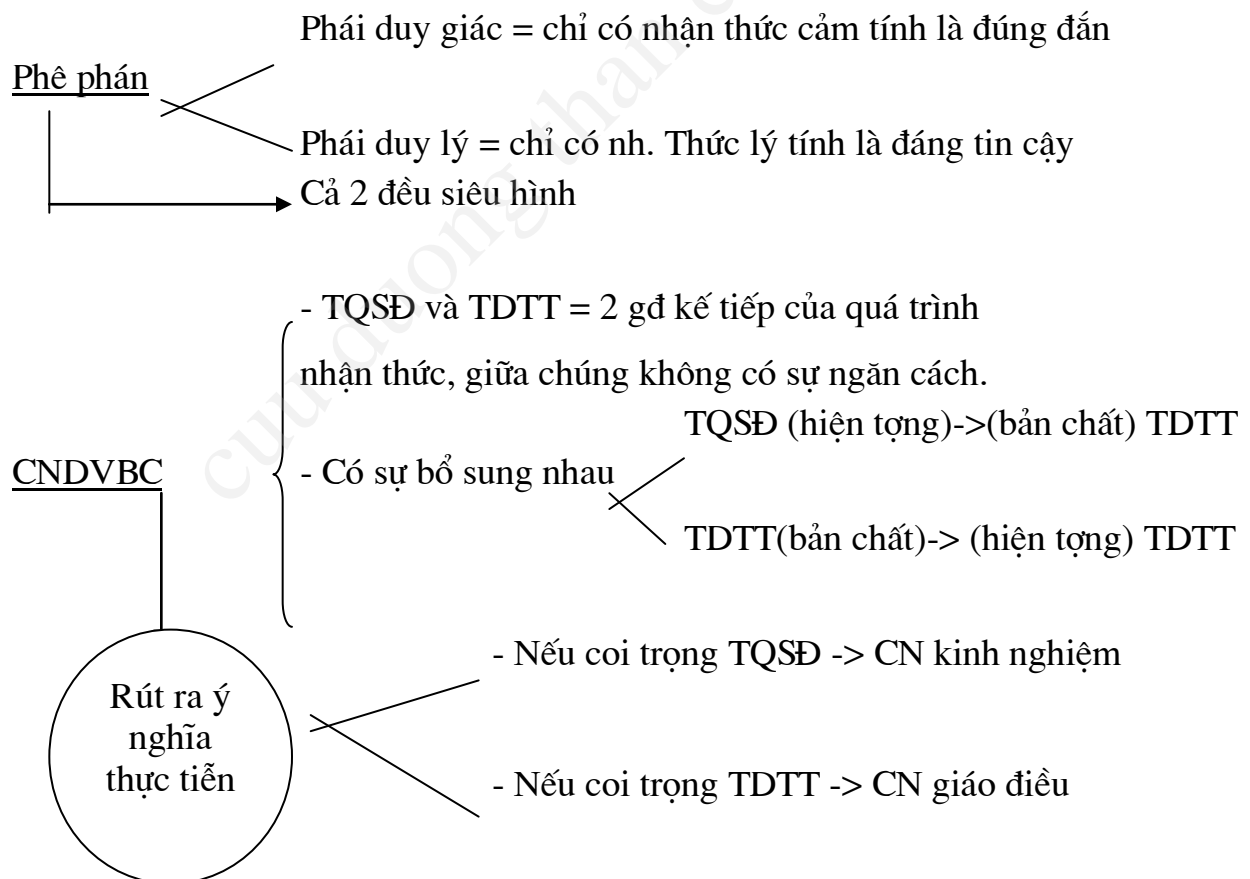 Phái duy giác = chỉ có nhận thức cảm tính là đúng đắn
Phê phán
Phái duy lý = chỉ có nh. Thức lý tính là đáng tin cậy
Cả 2 đều siêu hình
- TQSĐ và TDTT = 2 gđ kế tiếp của quá trình
nhận thức, giữa chúng không có sự ngăn cách.
TQSĐ (hiện tợng)->(bản chất) TDTT
CNDVBC
- Có sự bổ sung nhau
TDTT(bản chất)-> (hiện tợng) TDTT
- Nếu coi trọng TQSĐ -> CN kinh nghiệm
Rút ra ý
nghĩa
thực tiễn
- Nếu coi trọng TDTT -> CN giáo điều
cuu duong than